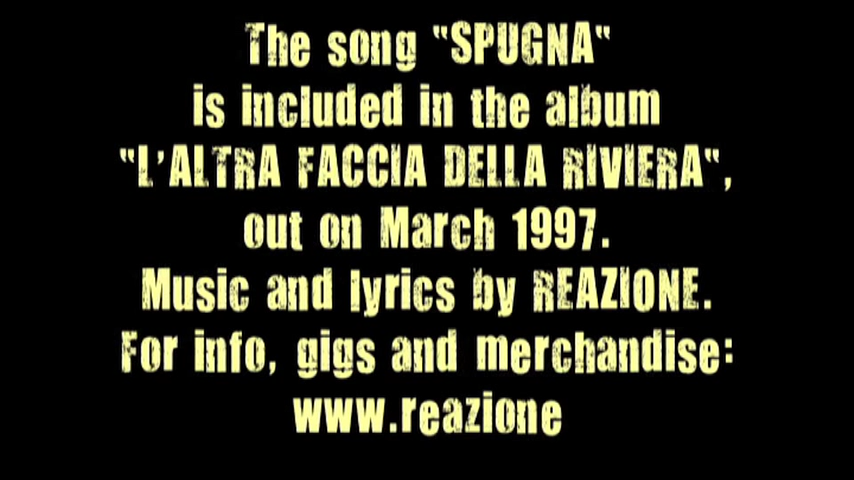 The song "SPUGNA"
is included in the album
"L'ALTRA FACCIA DELLA RIVIERA",
out on March 1997.
Music and lyrics by REAZIONE.
For info, gigs and merchandise:
www.reazione